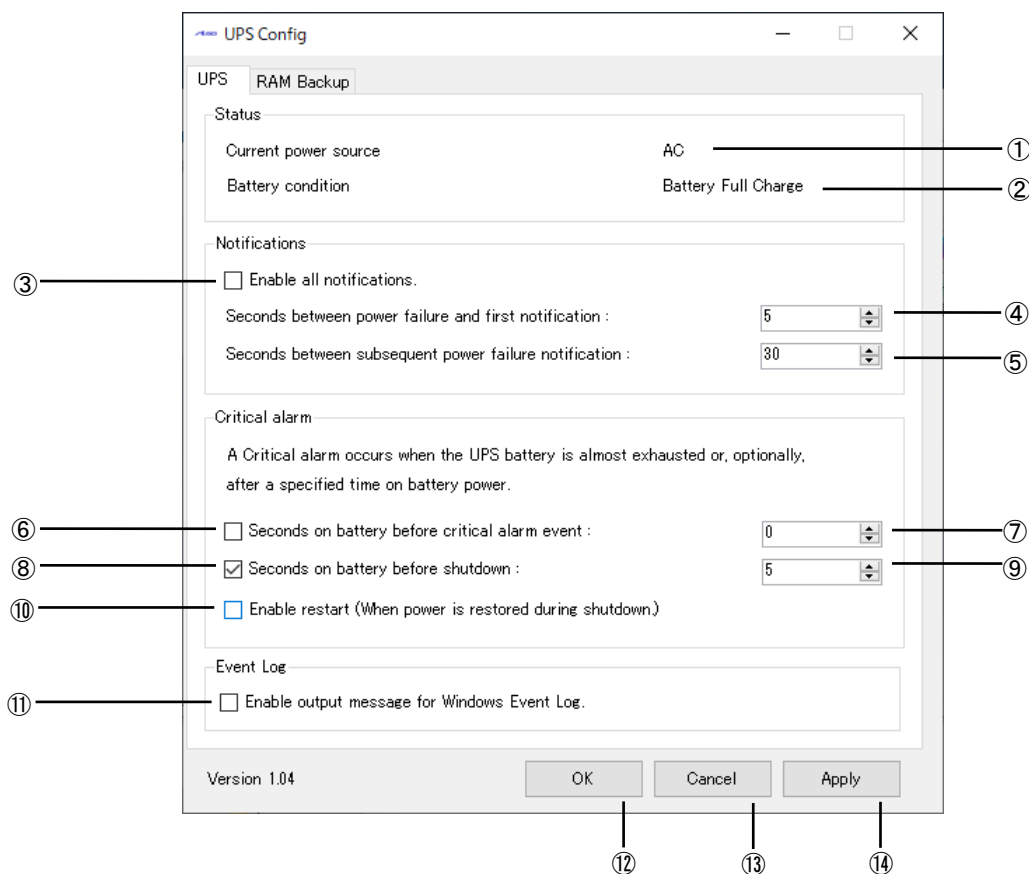 Algo UPS Config
UPS RAM Backup
Status
Current power source AC ①
Battery condition Battery Full Charge ②
Notifications
③ Enable all notifications.
Seconds between power failure and first notification : 5 ④
Seconds between subsequent power failure notification : 30 ⑤
Critical alarm
A Critical alarm occurs when the UPS battery is almost exhausted or, optionally,
after a specified time on battery power.
⑥ Seconds on battery before critical alarm event : 0 ⑦
⑧ Seconds on battery before shutdown : 5 ⑨
⑩ Enable restart (When power is restored during shutdown.)
Event Log
⑪ Enable output message for Windows Event Log.
Version 1.04 OK Cancel Apply
⑫ ⑬ ⑭